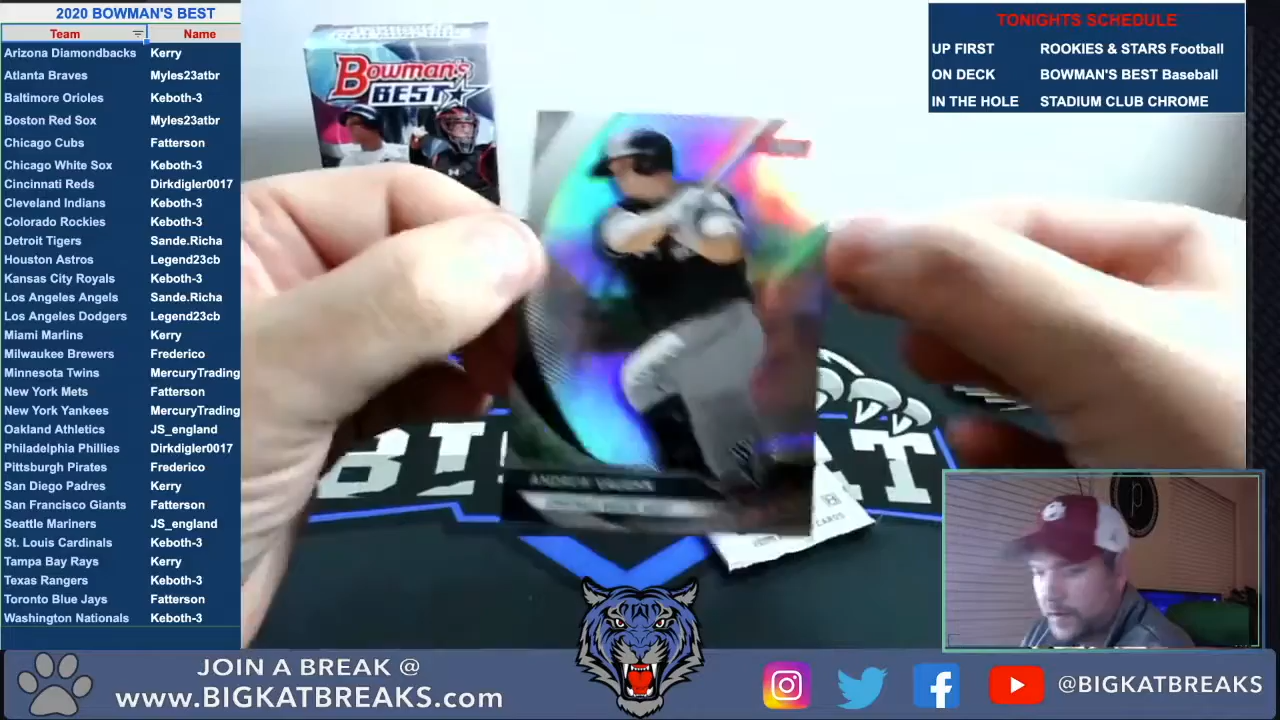 2020 BOWMAN'S BEST
Team Name
Arizona Diamondbacks Kerry
Atlanta Braves Myles23atbr
Baltimore Orioles Keboth-3
Boston Red Sox Myles23atbr
Chicago Cubs Fatterson
Chicago White Sox Keboth-3
Cincinnati Reds Dirkdigler0017
Cleveland Indians Keboth-3
Colorado Rockies Keboth-3
Detroit Tigers Sande.Richa
Houston Astros Legend23cb
Kansas City Royals Keboth-3
Los Angeles Angels Sande.Richa
Los Angeles Dodgers Legend23cb
Miami Marlins Kerry
Milwaukee Brewers Frederico
Minnesota Twins MercuryTrading
New York Mets Fatterson
New York Yankees MercuryTrading
Oakland Athletics JS_england
Philadelphia Phillies Dirkdigler0017
Pittsburgh Pirates Frederico
San Diego Padres Kerry
San Francisco Giants Fatterson
Seattle Mariners JS_england
St. Louis Cardinals Keboth-3
Tampa Bay Rays Kerry
Texas Rangers Keboth-3
Toronto Blue Jays Fatterson
Washington Nationals Keboth-3
BOWMAN'S
BEST
TONIGHTS SCHEDULE
UP FIRST ROOKIES & STARS Football
ON DECK BOWMAN'S BEST Baseball
IN THE HOLE STADIUM CLUB CHROME
ANDREW VAUGHN
CARDS
JOIN A BREAK @
www.BIGKATBREAKS.com
@BIGKATBREAKS